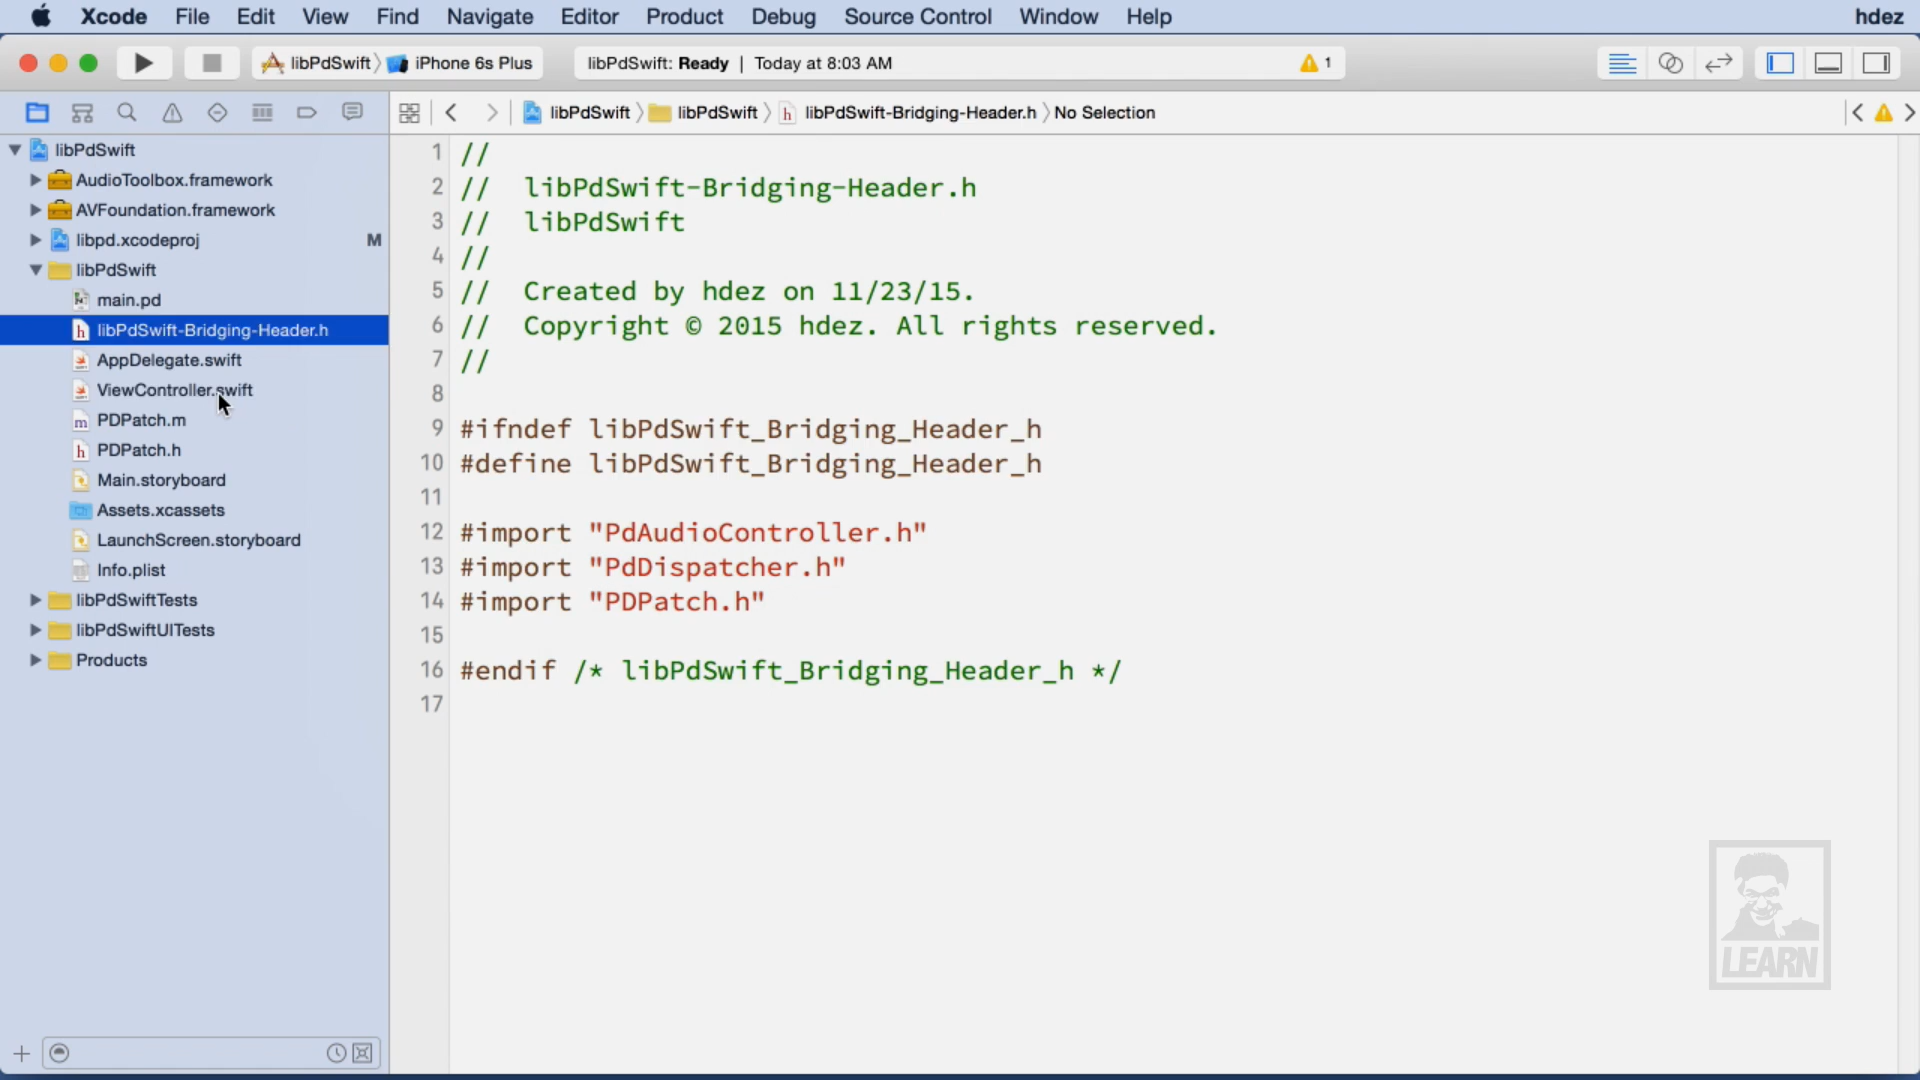 Xcode File Edit View Find Navigate Editor Product Debug Source Control Window Help hdez
libPdSwift iPhone 6s Plus libPdSwift: Ready | Today at 8:03 AM 1
libPdSwift libPdSwift libPdSwift-Bridging-Header.h No Selection
libPdSwift
AudioToolbox.framework
AVFoundation.framework
libpd.xcodeproj M
libPdSwift
main.pd
libPdSwift-Bridging-Header.h
AppDelegate.swift
ViewController.swift
PDPatch.m
PDPatch.h
Main.storyboard
Assets.xcassets
LaunchScreen.storyboard
Info.plist
libPdSwiftTests
libPdSwiftUITests
Products
1 //
2 // libPdSwift-Bridging-Header.h
3 // libPdSwift
4 //
5 // Created by hdez on 11/23/15.
6 // Copyright © 2015 hdez. All rights reserved.
7 //
8
9 #ifndef libPdSwift_Bridging_Header_h
10 #define libPdSwift_Bridging_Header_h
11
12 #import "PdAudioController.h"
13 #import "PdDispatcher.h"
14 #import "PDPatch.h"
15
16 #endif /* libPdSwift_Bridging_Header_h */
17
LEARN